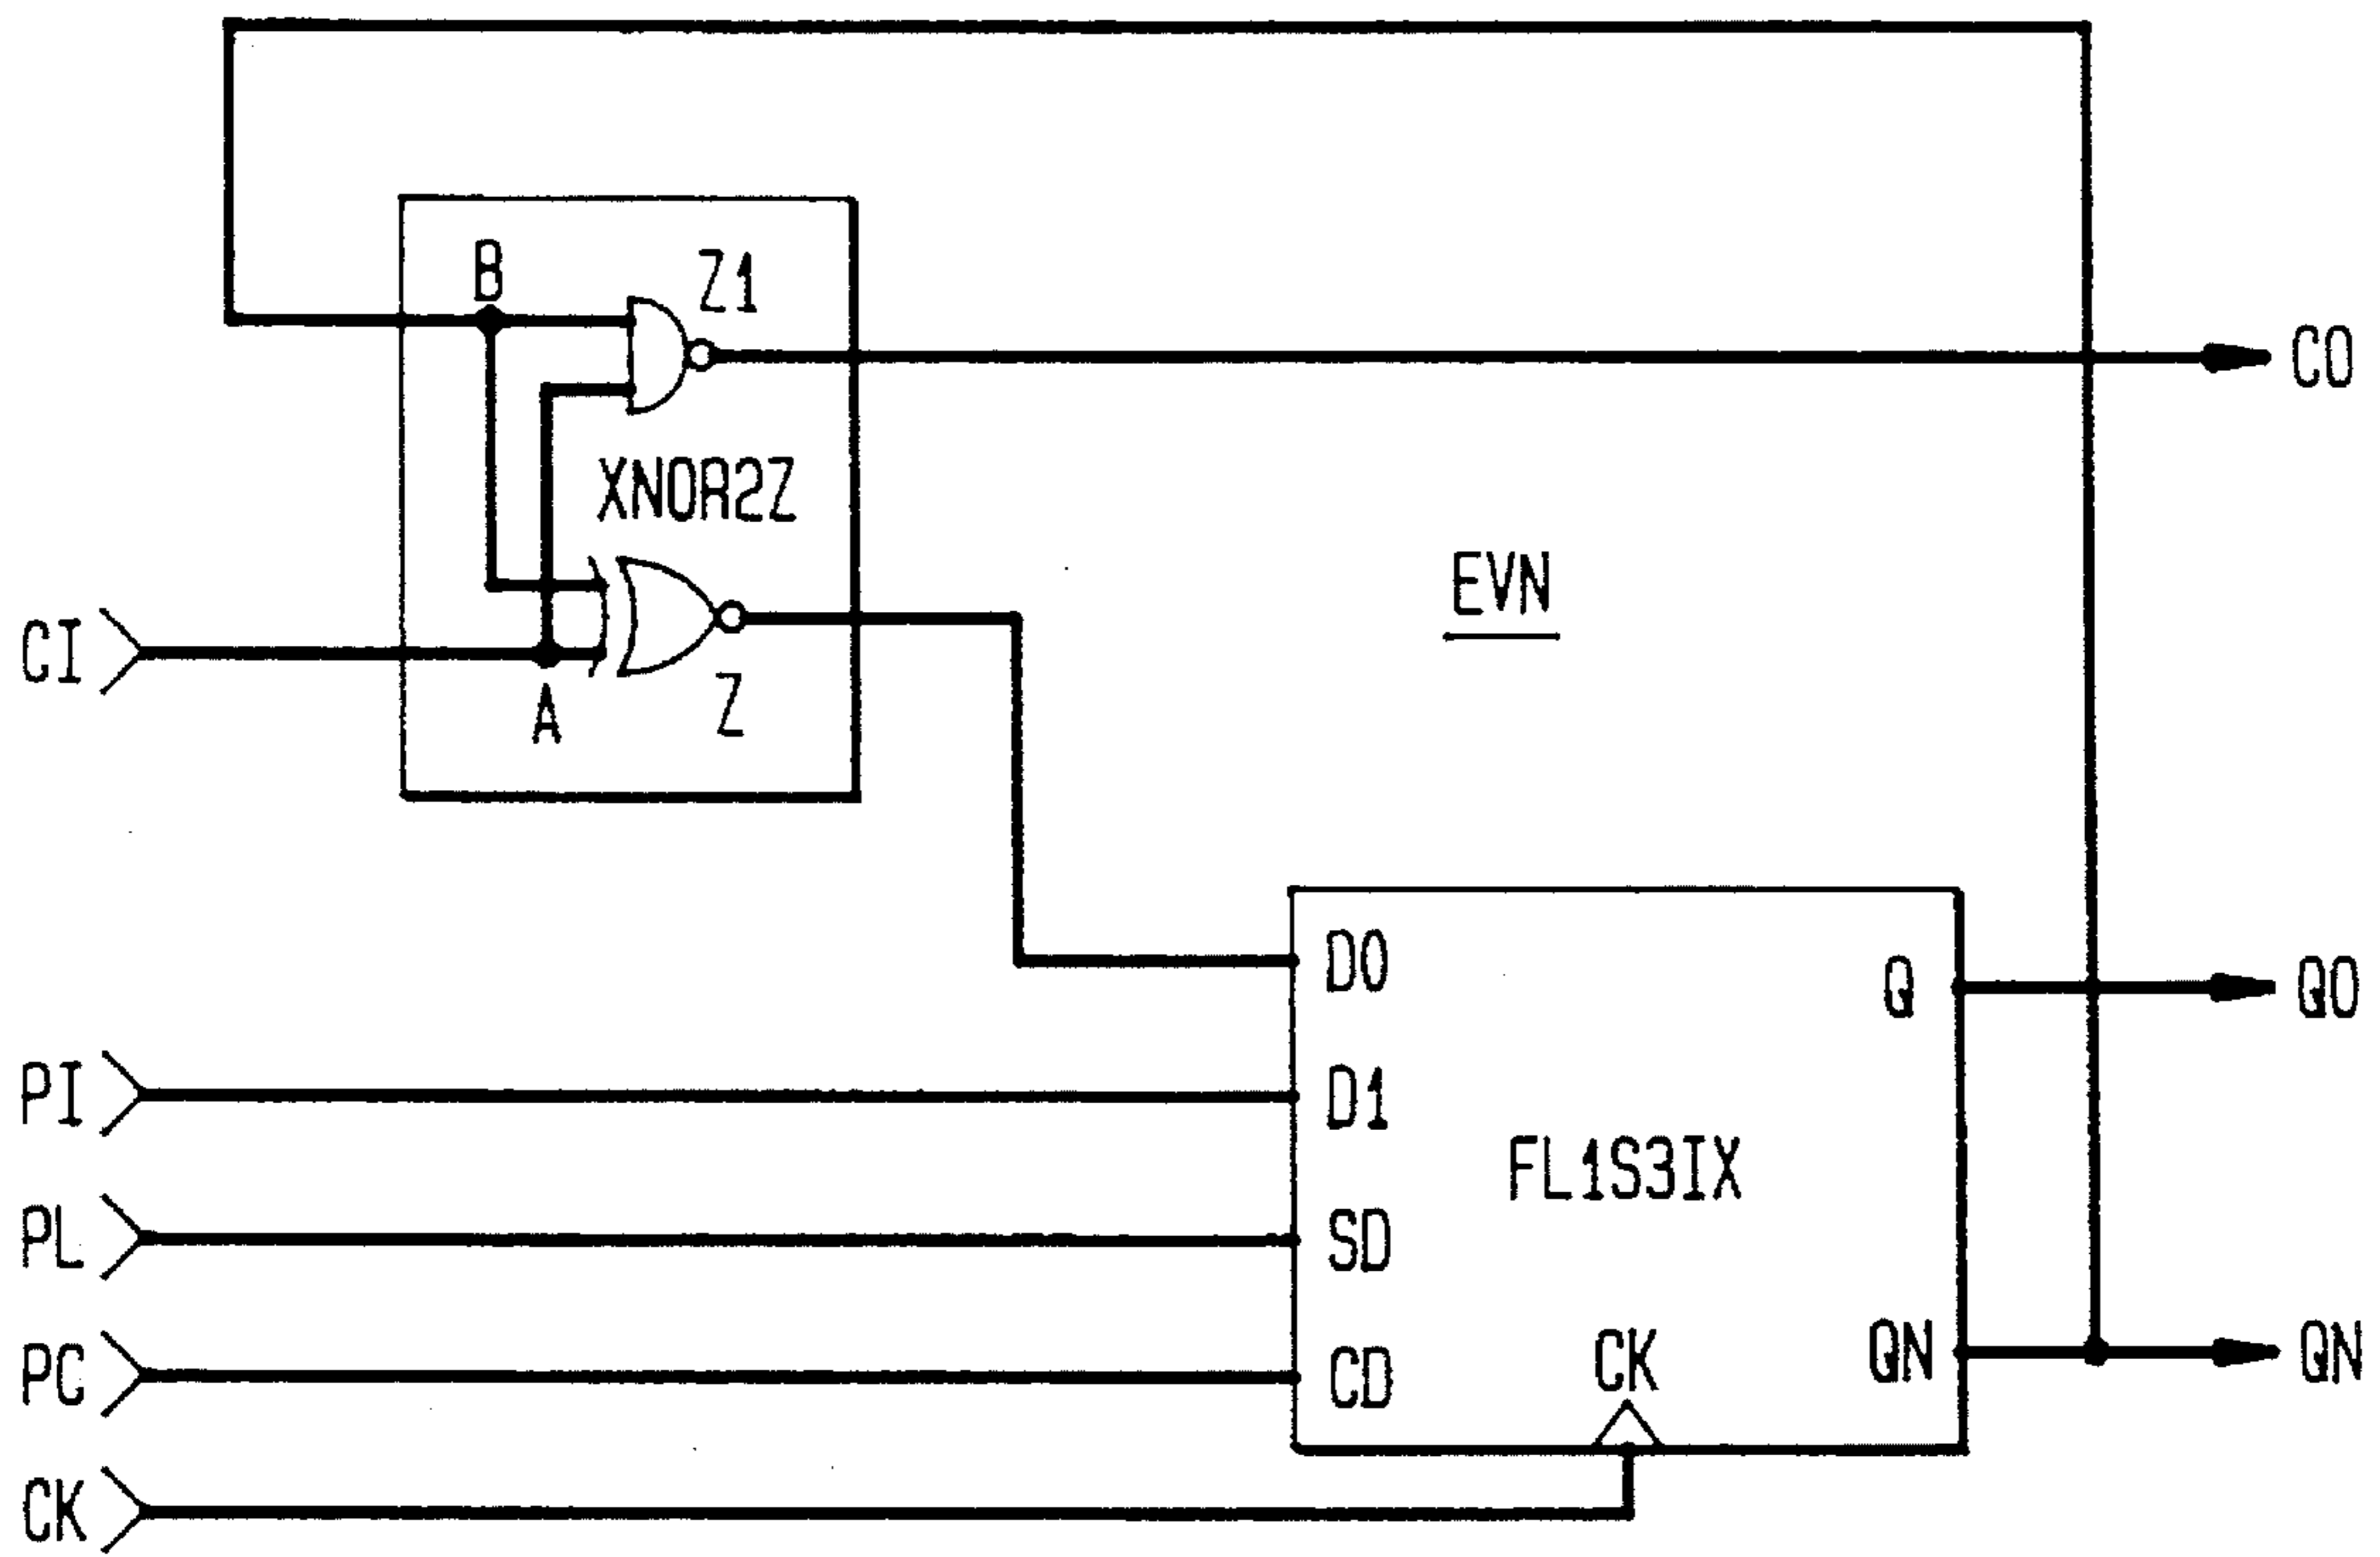 B
Z1
CO
XNOR2Z
EVN
CI
A
Z
D0
Q
QO
PI
D1
FL1S3IX
PL
SD
PC
CD
CK
QN
QN
CK